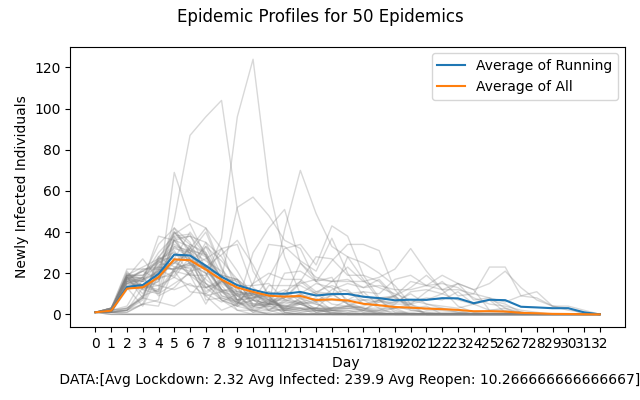 Epidemic Profiles for 50 Epidemics
Average of Running
Average of All
Newly Infected Individuals
120
100
80
60
40
20
0
0 1 2 3 4 5 6 7 8 9 10 11 12 13 14 15 16 17 18 19 20 21 22 23 24 25 26 27 28 29 30 31 32
Day
DATA:[Avg Lockdown: 2.32 Avg Infected: 239.9 Avg Reopen: 10.266666666666667]